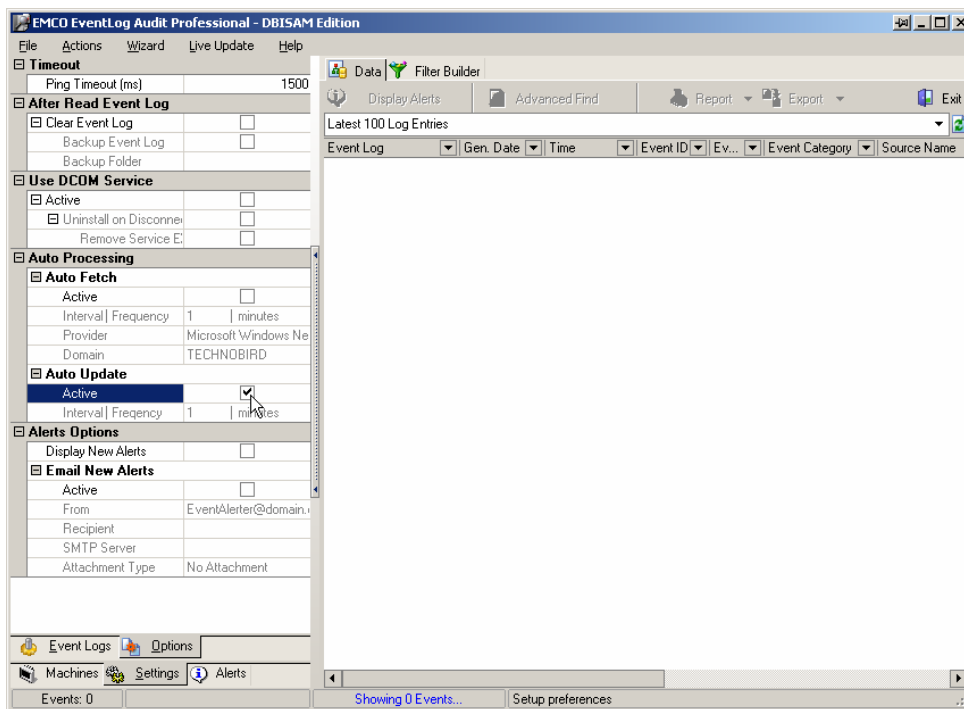 EMCO EventLog Audit Professional - DBISAM Edition
File Actions Wizard Live Update Help
Timeout
Ping Timeout (ms) 1500
After Read Event Log
Clear Event Log
Backup Event Log
Backup Folder
Use DCOM Service
Active
Uninstall on Disconne
Remove Service E
Auto Processing
Auto Fetch
Active
Interval | Frequency 1 | minutes
Provider Microsoft Windows Ne
Domain TECHNOBIRD
Auto Update
Active
Interval | Freqency 1 | minutes
Alerts Options
Display New Alerts
Email New Alerts
Active
From EventAlerter@domain.
Recipient
SMTP Server
Attachment Type No Attachment
Event Logs Options
Machines Settings Alerts
Data Filter Builder
Display Alerts Advanced Find Report Export Exit
Latest 100 Log Entries
Event Log Gen. Date Time Event ID Ev... Event Category Source Name
Events: 0 Showing 0 Events... Setup preferences